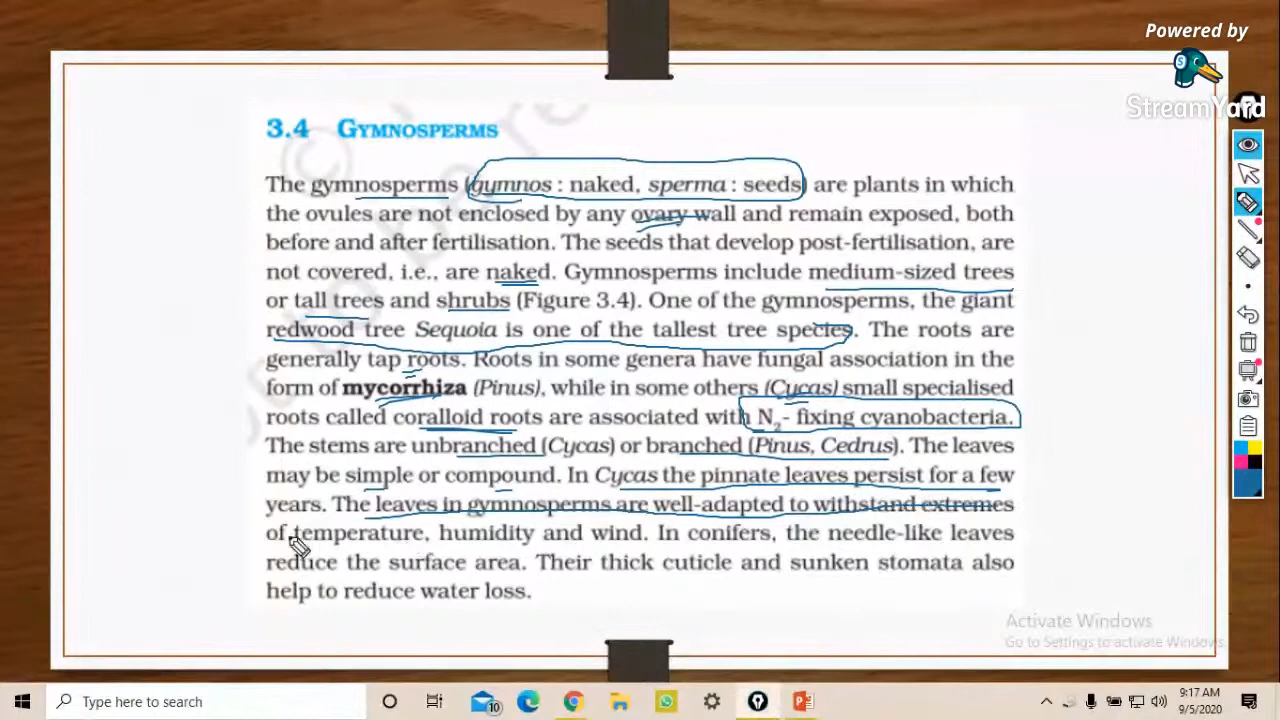 Powered by
StreamYard
3.4 GYMNOSPERMS
The gymnosperms (gymnos : naked, sperma : seeds) are plants in which
the ovules are not enclosed by any ovary wall and remain exposed, both
before and after fertilisation. The seeds that develop post-fertilisation, are
not covered, i.e., are naked. Gymnosperms include medium-sized trees
or tall trees and shrubs (Figure 3.4). One of the gymnosperms, the giant
redwood tree Sequoia is one of the tallest tree species. The roots are
generally tap roots. Roots in some genera have fungal association in the
form of mycorrhiza (Pinus), while in some others (Cycas) small specialised
roots called coralloid roots are associated with N₂- fixing cyanobacteria.
The stems are unbranched (Cycas) or branched (Pinus, Cedrus). The leaves
may be simple or compound. In Cycas the pinnate leaves persist for a few
years. The leaves in gymnosperms are well-adapted to withstand extremes
of temperature, humidity and wind. In conifers, the needle-like leaves
reduce the surface area. Their thick cuticle and sunken stomata also
help to reduce water loss.
Activate Windows
Go to Settings to activate Windows.
Type here to search
10
9:17 AM
9/5/2020